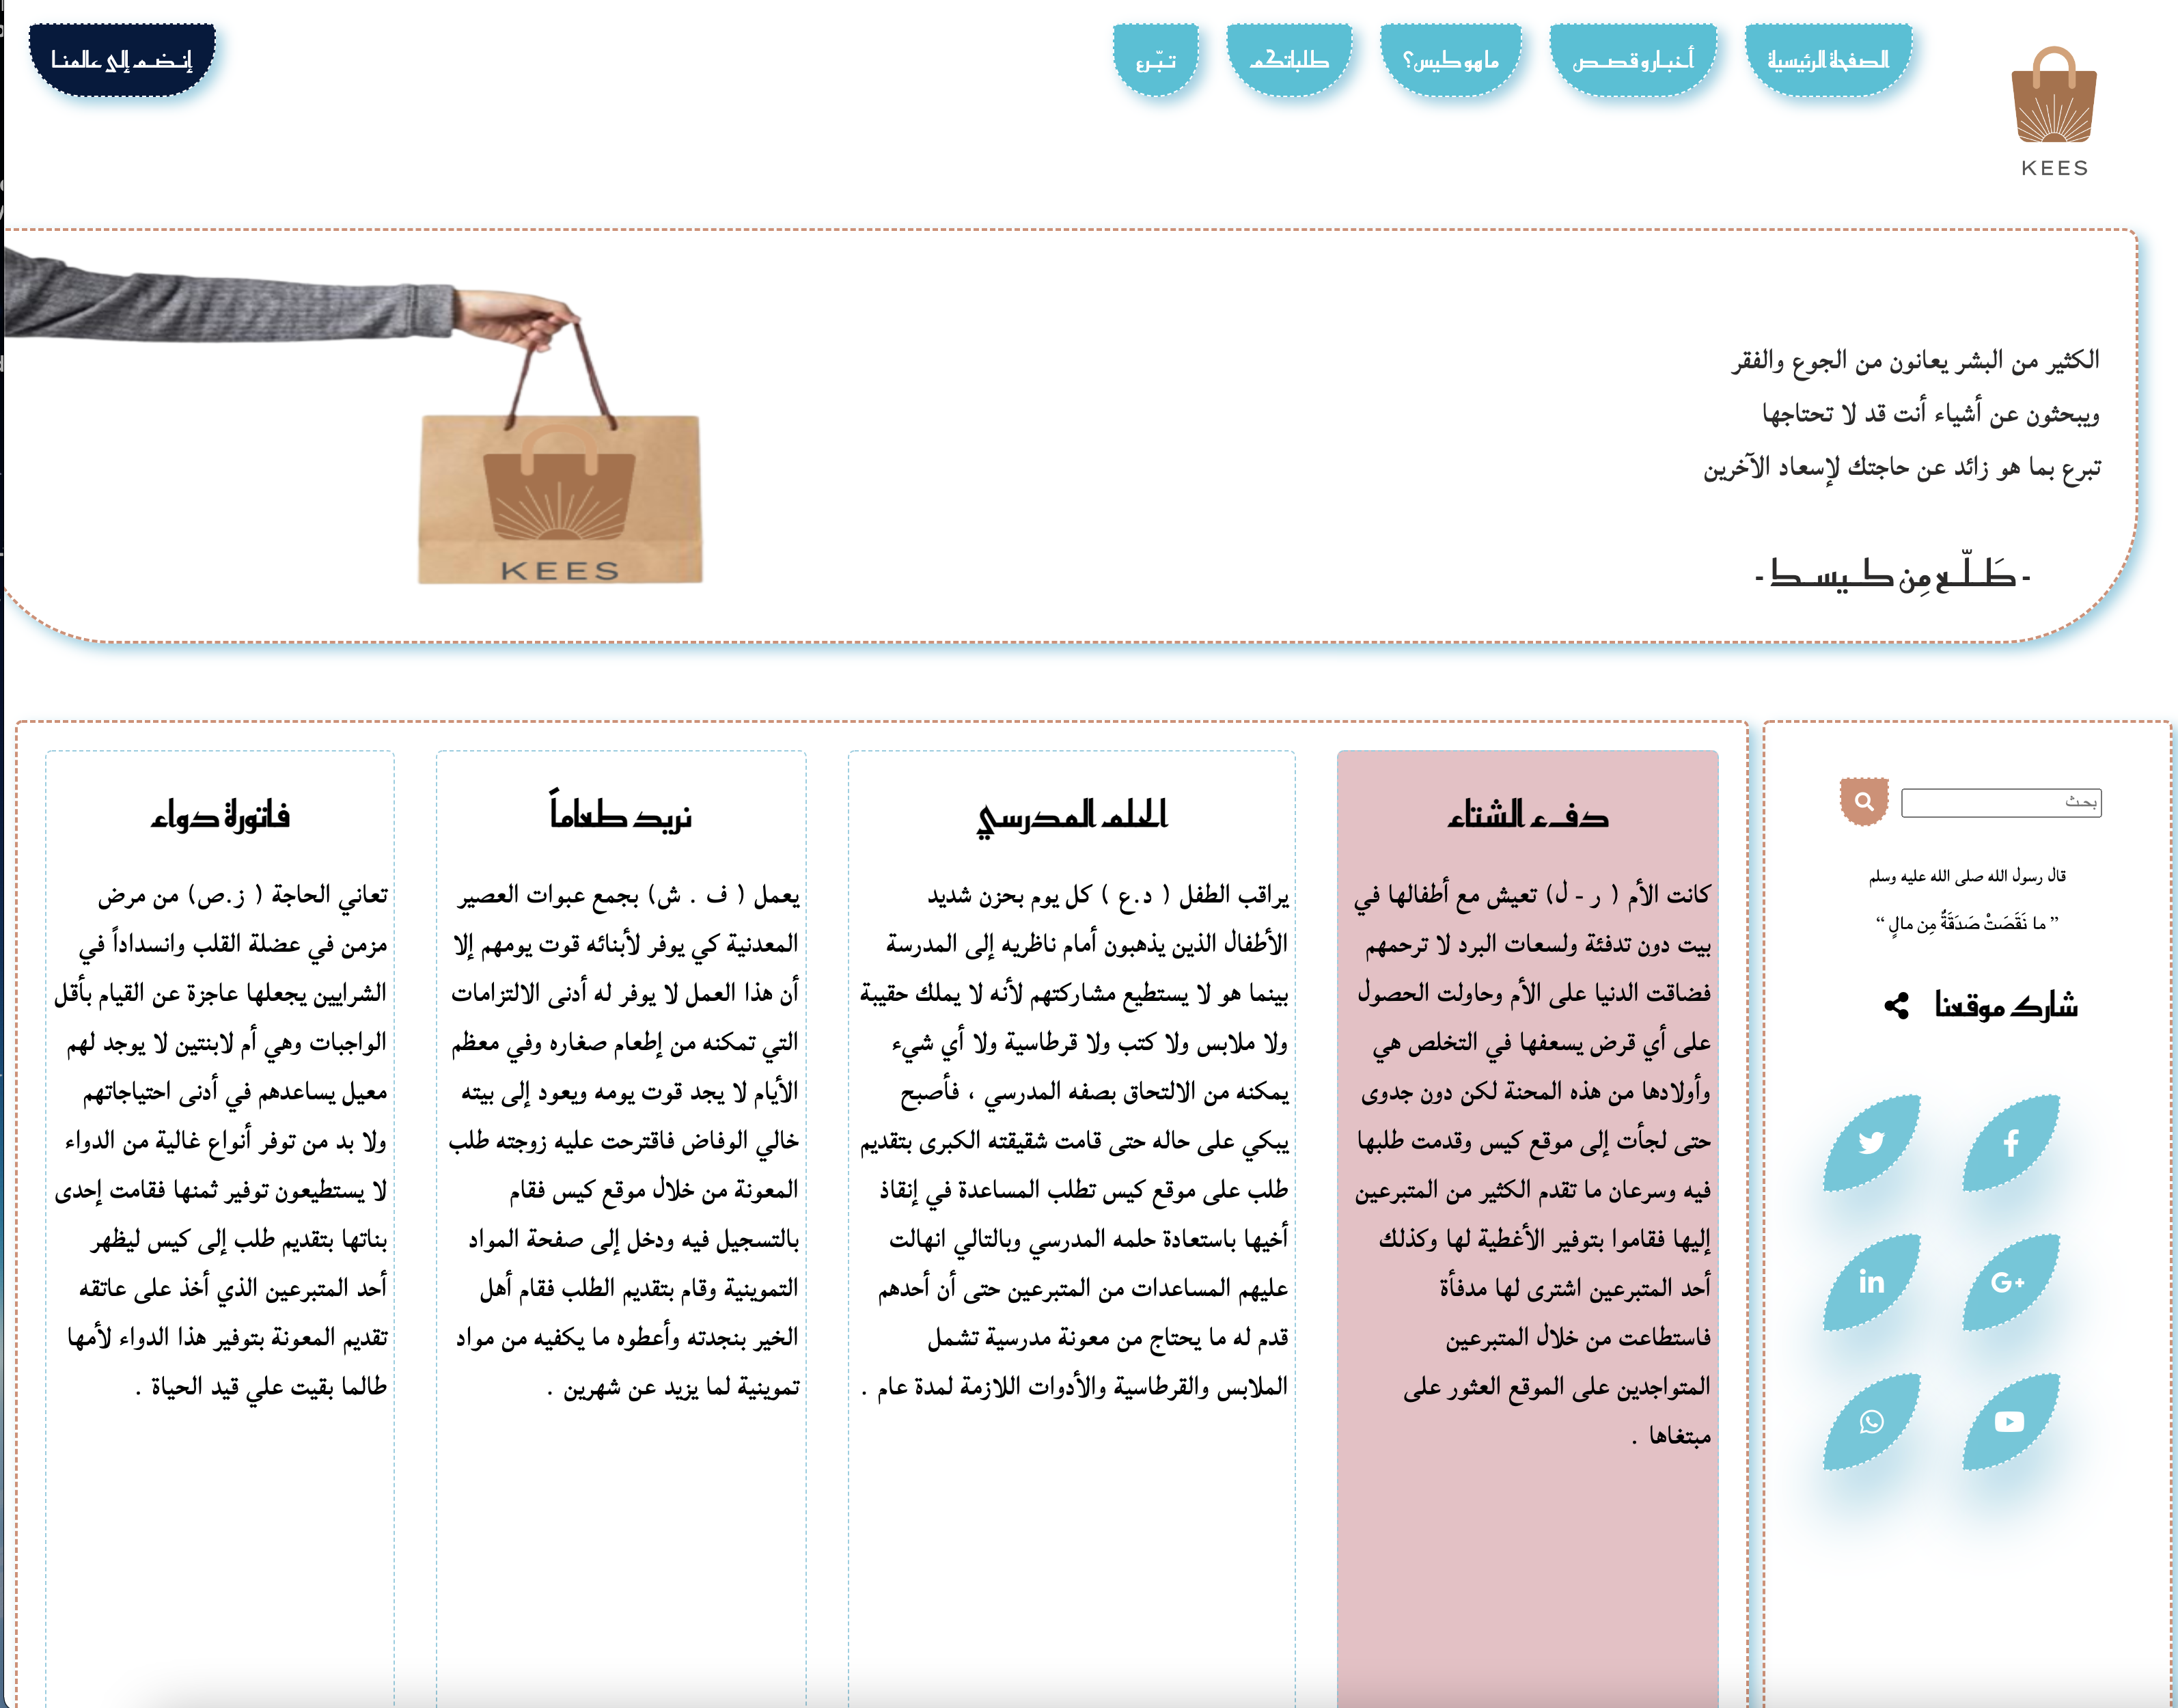 KEES
الصفحة الرئيسية
أخبار وقصص
ما هو كيس؟
طلباتكم
تبّرع
إنضم إلى عالمنا
الكثير من البشر يعانون من الجوع والفقر
ويبحثون عن أشياء أنت قد لا تحتاجها
تبرع بما هو زائد عن حاجتك لإسعاد الآخرين
- طَلّع مِن كيسك -
KEES
بحث
قال رسول الله صلى الله عليه وسلم
” ما نَقَصَتْ صَدَقَةٌ مِن مالٍ “
شارك موقعنا
f
G+
in
دفء الشتاء
كانت الأم ( ر - ل) تعيش مع أطفالها في
بيت دون تدفئة ولسعات البرد لا ترحمهم
فضاقت الدنيا على الأم وحاولت الحصول
على أي قرض يسعفها في التخلص هي
وأولادها من هذه المحنة لكن دون جدوى
حتى لجأت إلى موقع كيس وقدمت طلبها
فيه وسرعان ما تقدم الكثير من المتبرعين
إليها فقاموا بتوفير الأغطية لها وكذلك
أحد المتبرعين اشترى لها مدفأة
فاستطاعت من خلال المتبرعين
المتواجدين على الموقع العثور على
مبتغاها .
الحلم المدرسي
يراقب الطفل ( د.ع ) كل يوم بحزن شديد
الأطفال الذين يذهبون أمام ناظريه إلى المدرسة
بينما هو لا يستطيع مشاركتهم لأنه لا يملك حقيبة
ولا ملابس ولا كتب ولا قرطاسية ولا أي شيء
يمكنه من الالتحاق بصفه المدرسي ، فأصبح
يبكي على حاله حتى قامت شقيقته الكبرى بتقديم
طلب على موقع كيس تطلب المساعدة في إنقاذ
أخيها باستعادة حلمه المدرسي وبالتالي انهالت
عليهم المساعدات من المتبرعين حتى أن أحدهم
قدم له ما يحتاج من معونة مدرسية تشمل
الملابس والقرطاسية والأدوات اللازمة لمدة عام .
نريد طعاماً
يعمل ( ف . ش) بجمع عبوات العصير
المعدنية كي يوفر لأبنائه قوت يومهم إلا
أن هذا العمل لا يوفر له أدنى الالتزامات
التي تمكنه من إطعام صغاره وفي معظم
الأيام لا يجد قوت يومه ويعود إلى بيته
خالي الوفاض فاقترحت عليه زوجته طلب
المعونة من خلال موقع كيس فقام
بالتسجيل فيه ودخل إلى صفحة المواد
التموينية وقام بتقديم الطلب فقام أهل
الخير بنجدته وأعطوه ما يكفيه من مواد
تموينية لما يزيد عن شهرين .
فاتورة دواء
تعاني الحاجة ( ز.ص) من مرض
مزمن في عضلة القلب وانسداداً في
الشرايين يجعلها عاجزة عن القيام بأقل
الواجبات وهي أم لابنتين لا يوجد لهم
معيل يساعدهم في أدنى احتياجاتهم
ولا بد من توفر أنواع غالية من الدواء
لا يستطيعون توفير ثمنها فقامت إحدى
بناتها بتقديم طلب إلى كيس ليظهر
أحد المتبرعين الذي أخذ على عاتقه
تقديم المعونة بتوفير هذا الدواء لأمها
طالما بقيت علي قيد الحياة .